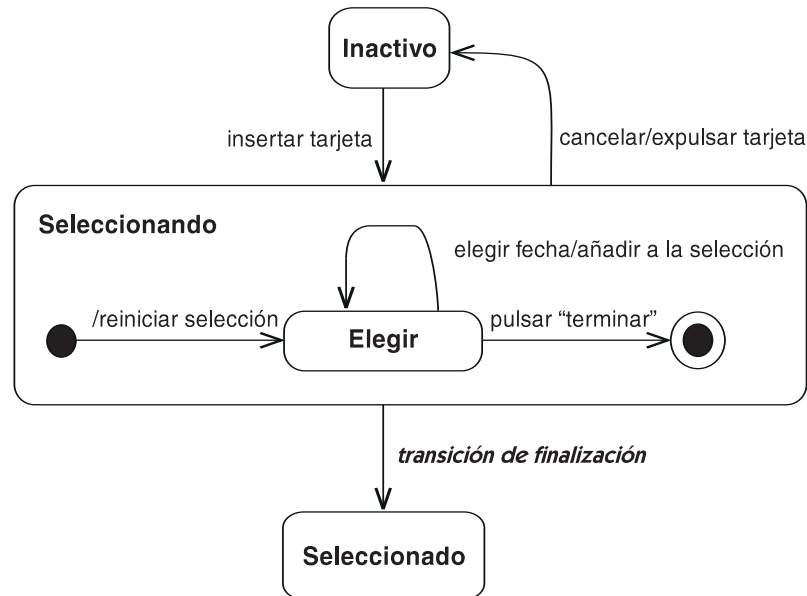 Inactivo
insertar tarjeta
cancelar/expulsar tarjeta
Seleccionando
elegir fecha/añadir a la selección
/reiniciar selección
Elegir
pulsar “terminar”
transición de finalización
Seleccionado